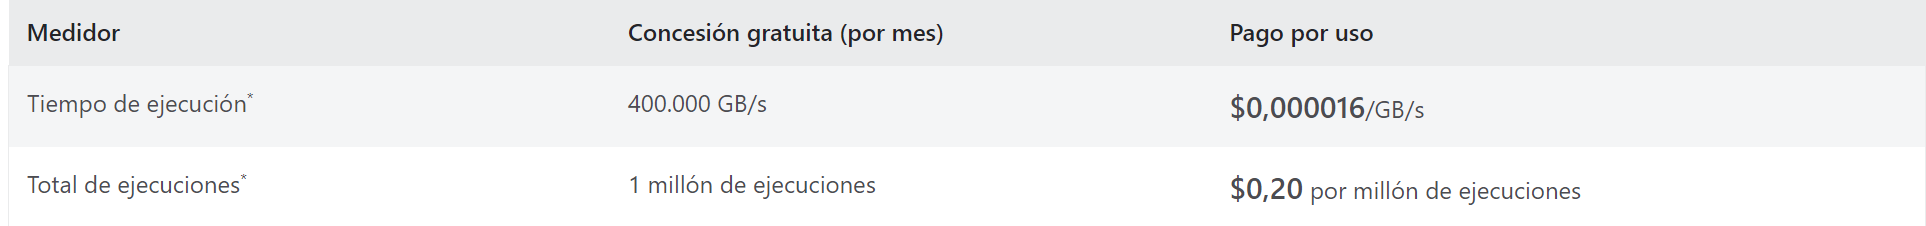 Medidor Concesión gratuita (por mes) Pago por uso
Tiempo de ejecución* 400.000 GB/s $0,000016/GB/s
Total de ejecuciones* 1 millón de ejecuciones $0,20 por millón de ejecuciones